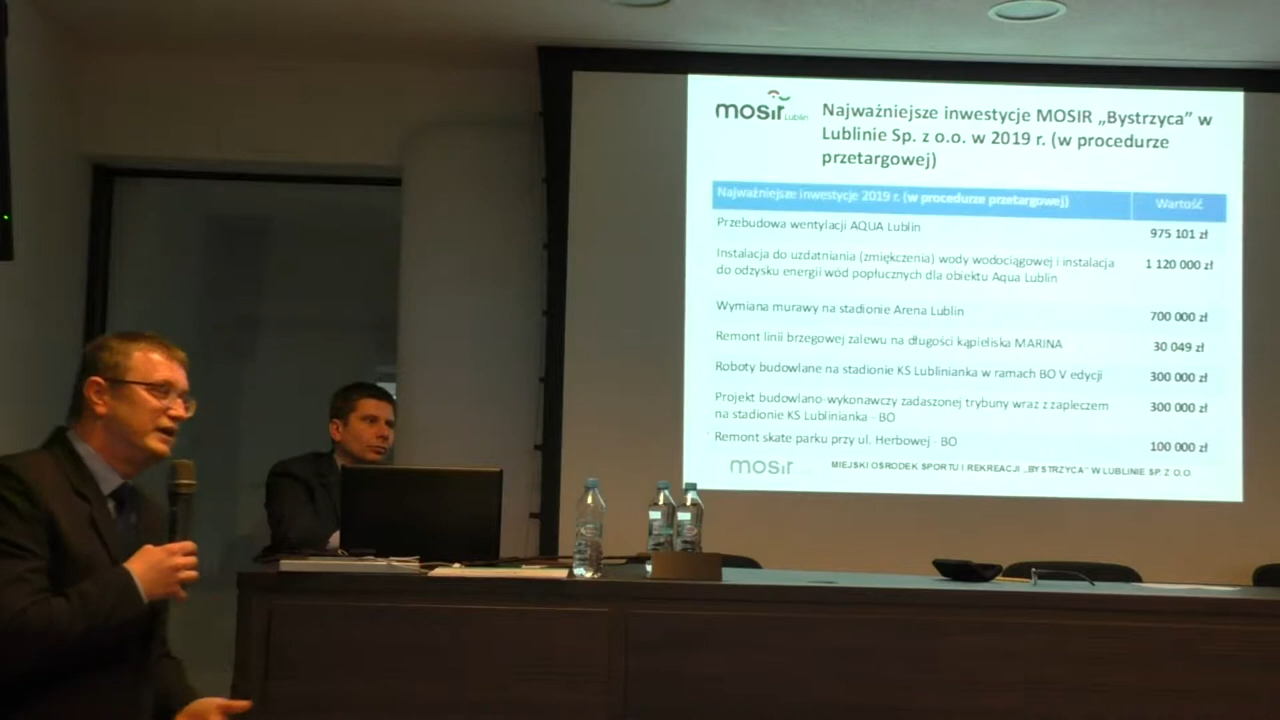 mosir Lublin
Najważniejsze inwestycje MOSIR „Bystrzyca” w
Lublinie Sp. z o.o. w 2019 r. (w procedurze
przetargowej)
Najważniejsze inwestycje 2019 r. (w procedurze przetargowej) Wartość
Przebudowa wentylacji AQUA Lublin 975 101 zł
Instalacja do uzdatniania (zmiękczenia) wody wodociągowej i instalacja 1 120 000 zł
do odzysku energii wód popłucznych dla obiektu Aqua Lublin
Wymiana murawy na stadionie Arena Lublin 700 000 zł
Remont linii brzegowej zalewu na długości kąpieliska MARINA 30 049 zł
Roboty budowlane na stadionie KS Lublinianka w ramach BO V edycji 300 000 zł
Projekt budowlano-wykonawczy zadaszonej trybuny wraz z zapleczem 300 000 zł
na stadionie KS Lublinianka - BO
Remont skate parku przy ul. Herbowej - BO 100 000 zł
mosir MIEJSKI OŚRODEK SPORTU I REKREACJI „BYSTRZYCA” W LUBLINIE SP. Z O.O.